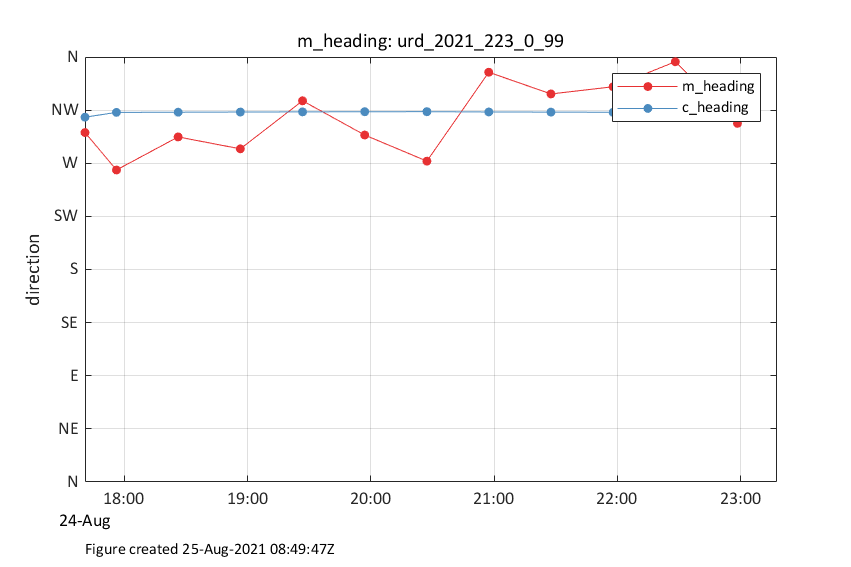 m_heading: urd_2021_223_0_99
N
NW
W
SW
S
SE
E
NE
N
direction
m_heading
c_heading
18:00 19:00 20:00 21:00 22:00 23:00
24-Aug
Figure created 25-Aug-2021 08:49:47Z